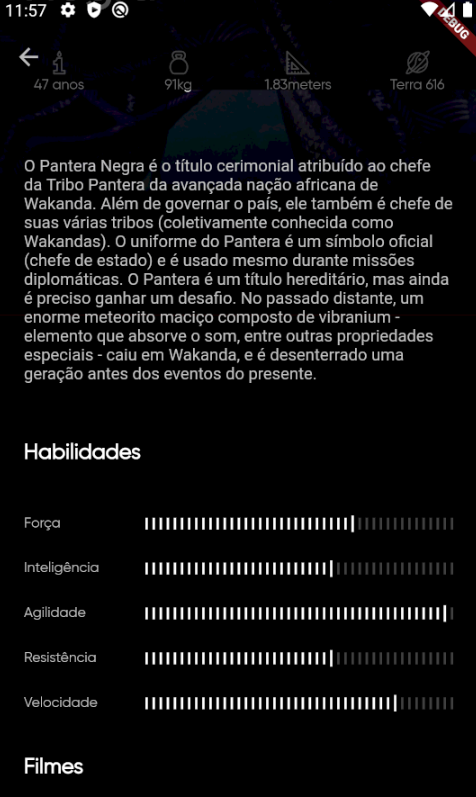 11:57
DEBUG
47 anos 91kg 1.83meters Terra 616
O Pantera Negra é o título cerimonial atribuído ao chefe
da Tribo Pantera da avançada nação africana de
Wakanda. Além de governar o país, ele também é chefe de
suas várias tribos (coletivamente conhecida como
Wakandas). O uniforme do Pantera é um símbolo oficial
(chefe de estado) e é usado mesmo durante missões
diplomáticas. O Pantera é um título hereditário, mas ainda
é preciso ganhar um desafio. No passado distante, um
enorme meteorito maciço composto de vibranium -
elemento que absorve o som, entre outras propriedades
especiais - caiu em Wakanda, e é desenterrado uma
geração antes dos eventos do presente.
Habilidades
Força
Inteligência
Agilidade
Resistência
Velocidade
Filmes